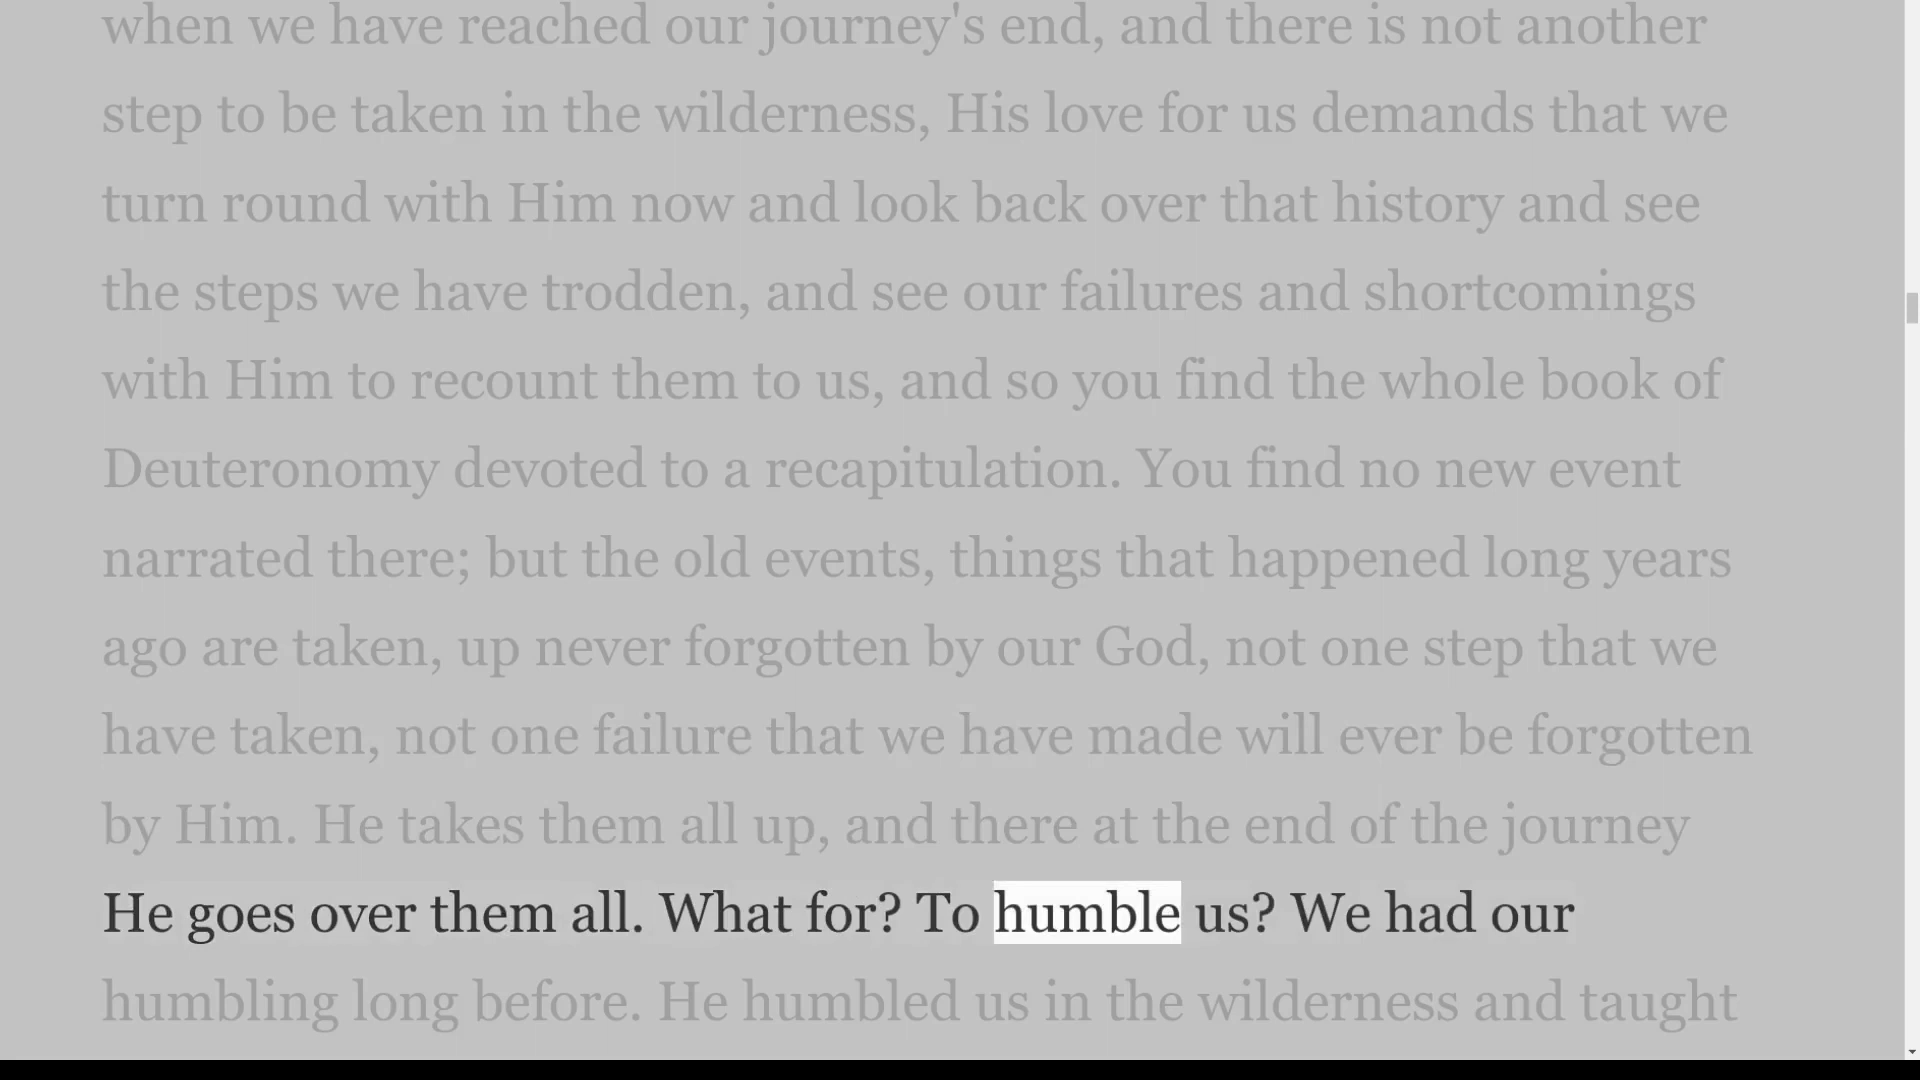 when we have reached our journey's end, and there is not another
step to be taken in the wilderness, His love for us demands that we
turn round with Him now and look back over that history and see
the steps we have trodden, and see our failures and shortcomings
with Him to recount them to us, and so you find the whole book of
Deuteronomy devoted to a recapitulation. You find no new event
narrated there; but the old events, things that happened long years
ago are taken, up never forgotten by our God, not one step that we
have taken, not one failure that we have made will ever be forgotten
by Him. He takes them all up, and there at the end of the journey
He goes over them all. What for? To humble us? We had our
humbling long before. He humbled us in the wilderness and taught